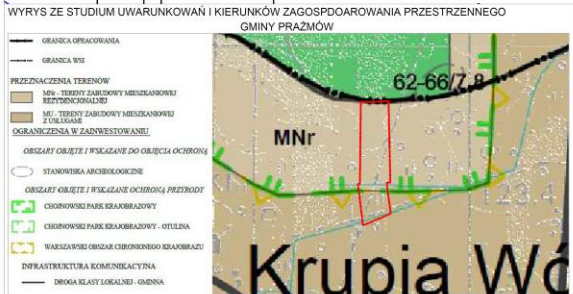 WYRYS ZE STUDIUM UWARUNKOWAŃ I KIERUNKÓW ZAGOSPDOAROWANIA PRZESTRZENNEGO
GMINY PRAŻMÓW
GRANICA OPRACOWANIA
GRANICA WSI
PRZEZNACZENIA TERENÓW
MNr - TERENY ZABUDOWY MIESZKANIOWEJ
REZYDENCJONALNEJ
MU - TERENY ZABUDOWY MIESZKANIOWEJ
Z USŁUGAMI
OGRANICZENIA W ZAINWESTOWANIU
OBSZARY OBJĘTE I WSKAZANE DO OBJĘCIA OCHRONĄ
STANOWISKA ARCHEOLOGICZNE
OBSZARY OBJĘTE I WSKAZANE OCHRONĄ PRZYRODY
CHOJNOWSKI PARK KRAJOBRAZOWY
CHOJNOWSKI PARK KRAJOBRAZOWY - OTULINA
WARSZAWSKI OBSZAR CHRONIONEGO KRAJOBRAZU
INFRASTRUKTURA KOMUNIKACYJNA
DROGA KLASY LOKALNEJ - GMINNA
62-66/7,8
MNr
Krupia Wó